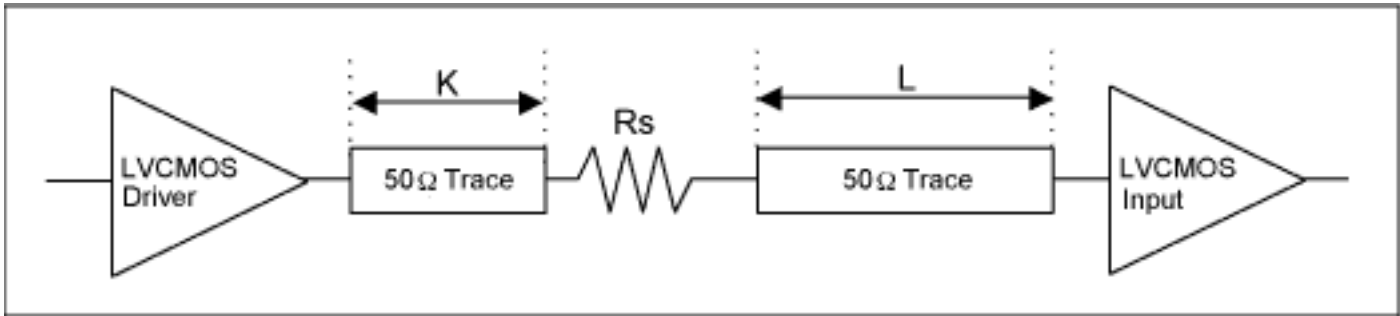 LVCMOS
Driver
K
50Ω Trace
Rs
L
50Ω Trace
LVCMOS
Input